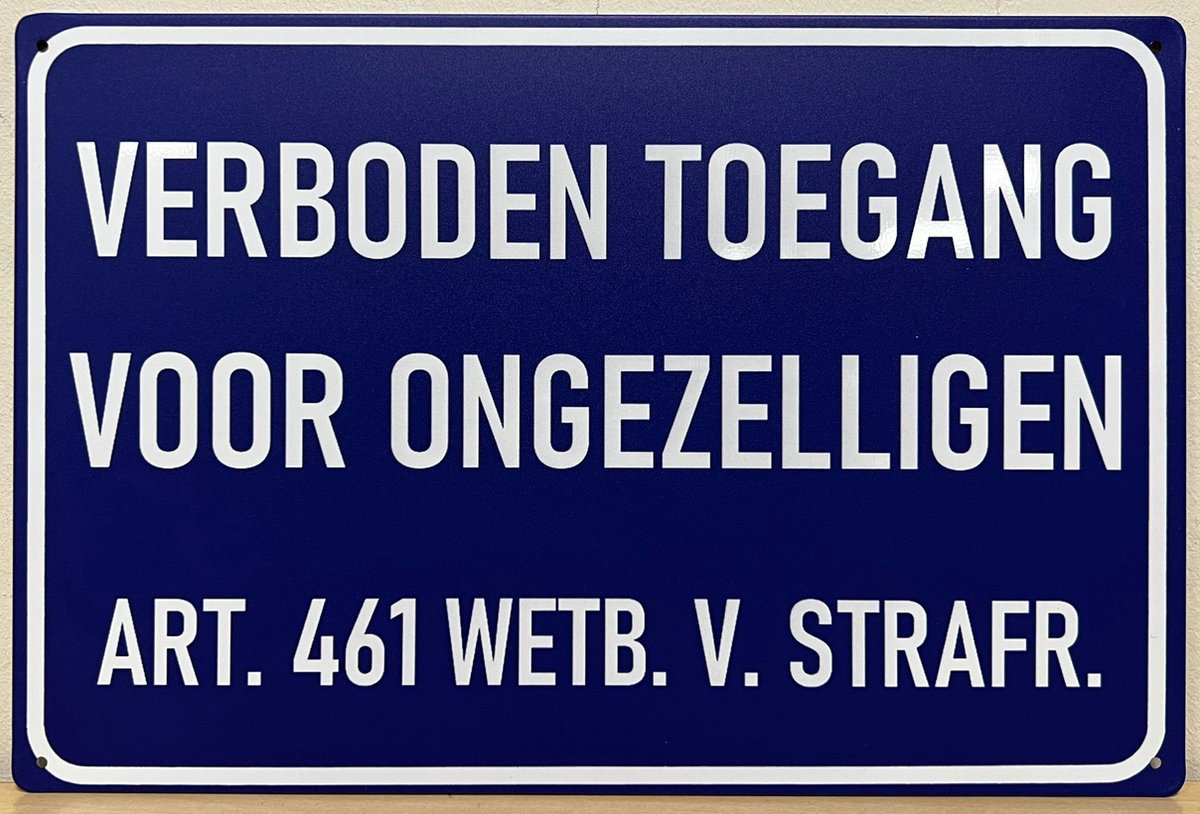 VERBODEN TOEGANG
VOOR ONGEZELLIGEN
ART. 461 WETB. V. STRAFR.